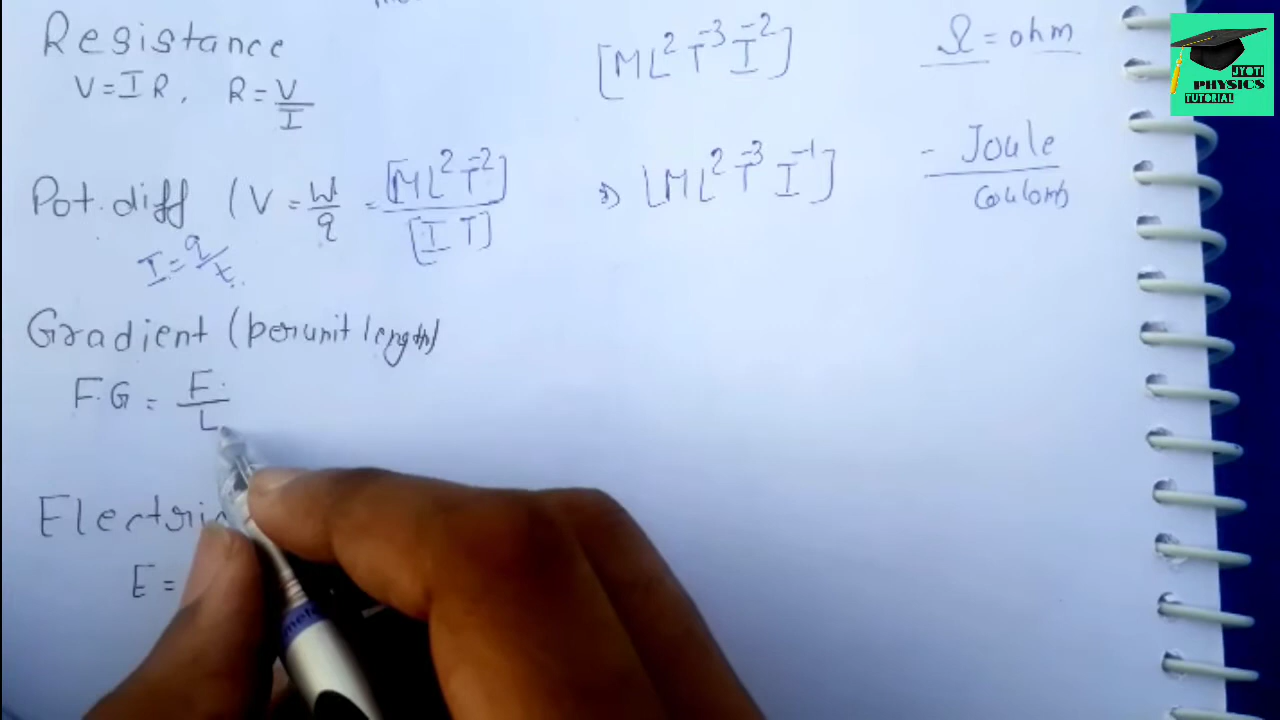 Resistance [ML²T⁻³I⁻²] Ω = ohm
V=IR, R=V/I
Pot. diff (V = W/q = [ML²T⁻²]/[IT] ⇒ [ML²T⁻³I⁻¹] - Joule/Coulomb
I=q/t.
Gradient (per unit length)
F.G = F./L
Electric
E =
JYOTI
PHYSICS
TUTORIAL